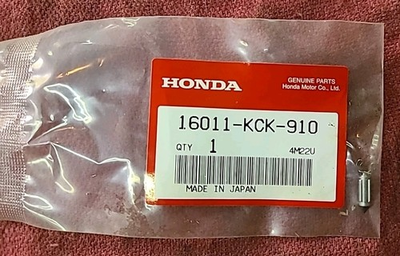 HONDA
GENUINE PARTS
Honda Motor Co., Ltd.
16011-KCK-910
QTY 1 4M22U
MADE IN JAPAN